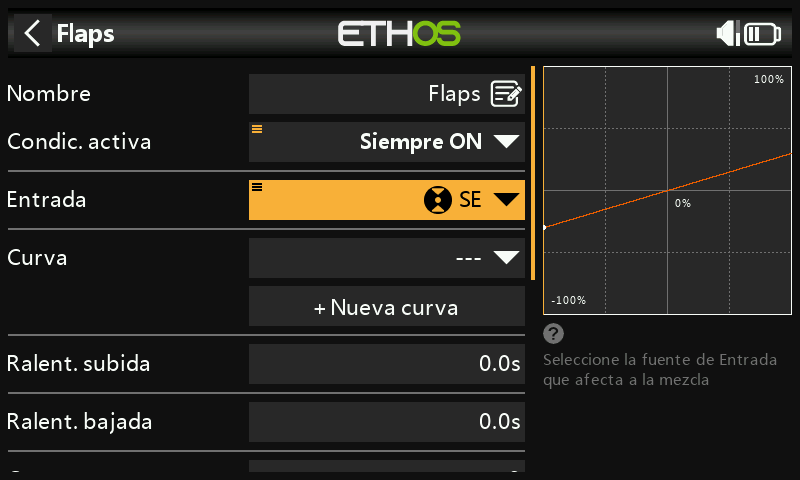 Flaps
ETHOS
Nombre
Flaps
Condic. activa
Siempre ON
Entrada
SE
Curva
---
+ Nueva curva
Ralent. subida
0.0s
Ralent. bajada
0.0s
100%
0%
-100%
?
Seleccione la fuente de Entrada
que afecta a la mezcla